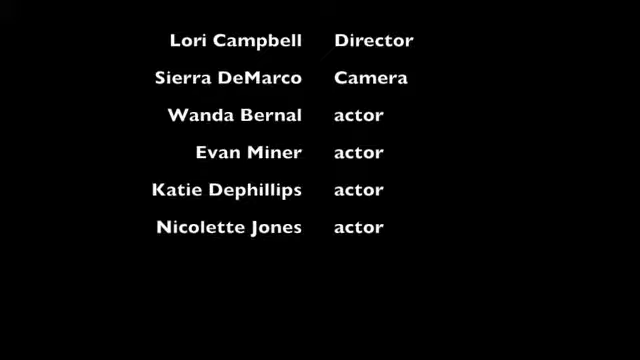 Lori Campbell Director
Sierra DeMarco Camera
Wanda Bernal actor
Evan Miner actor
Katie Dephillips actor
Nicolette Jones actor